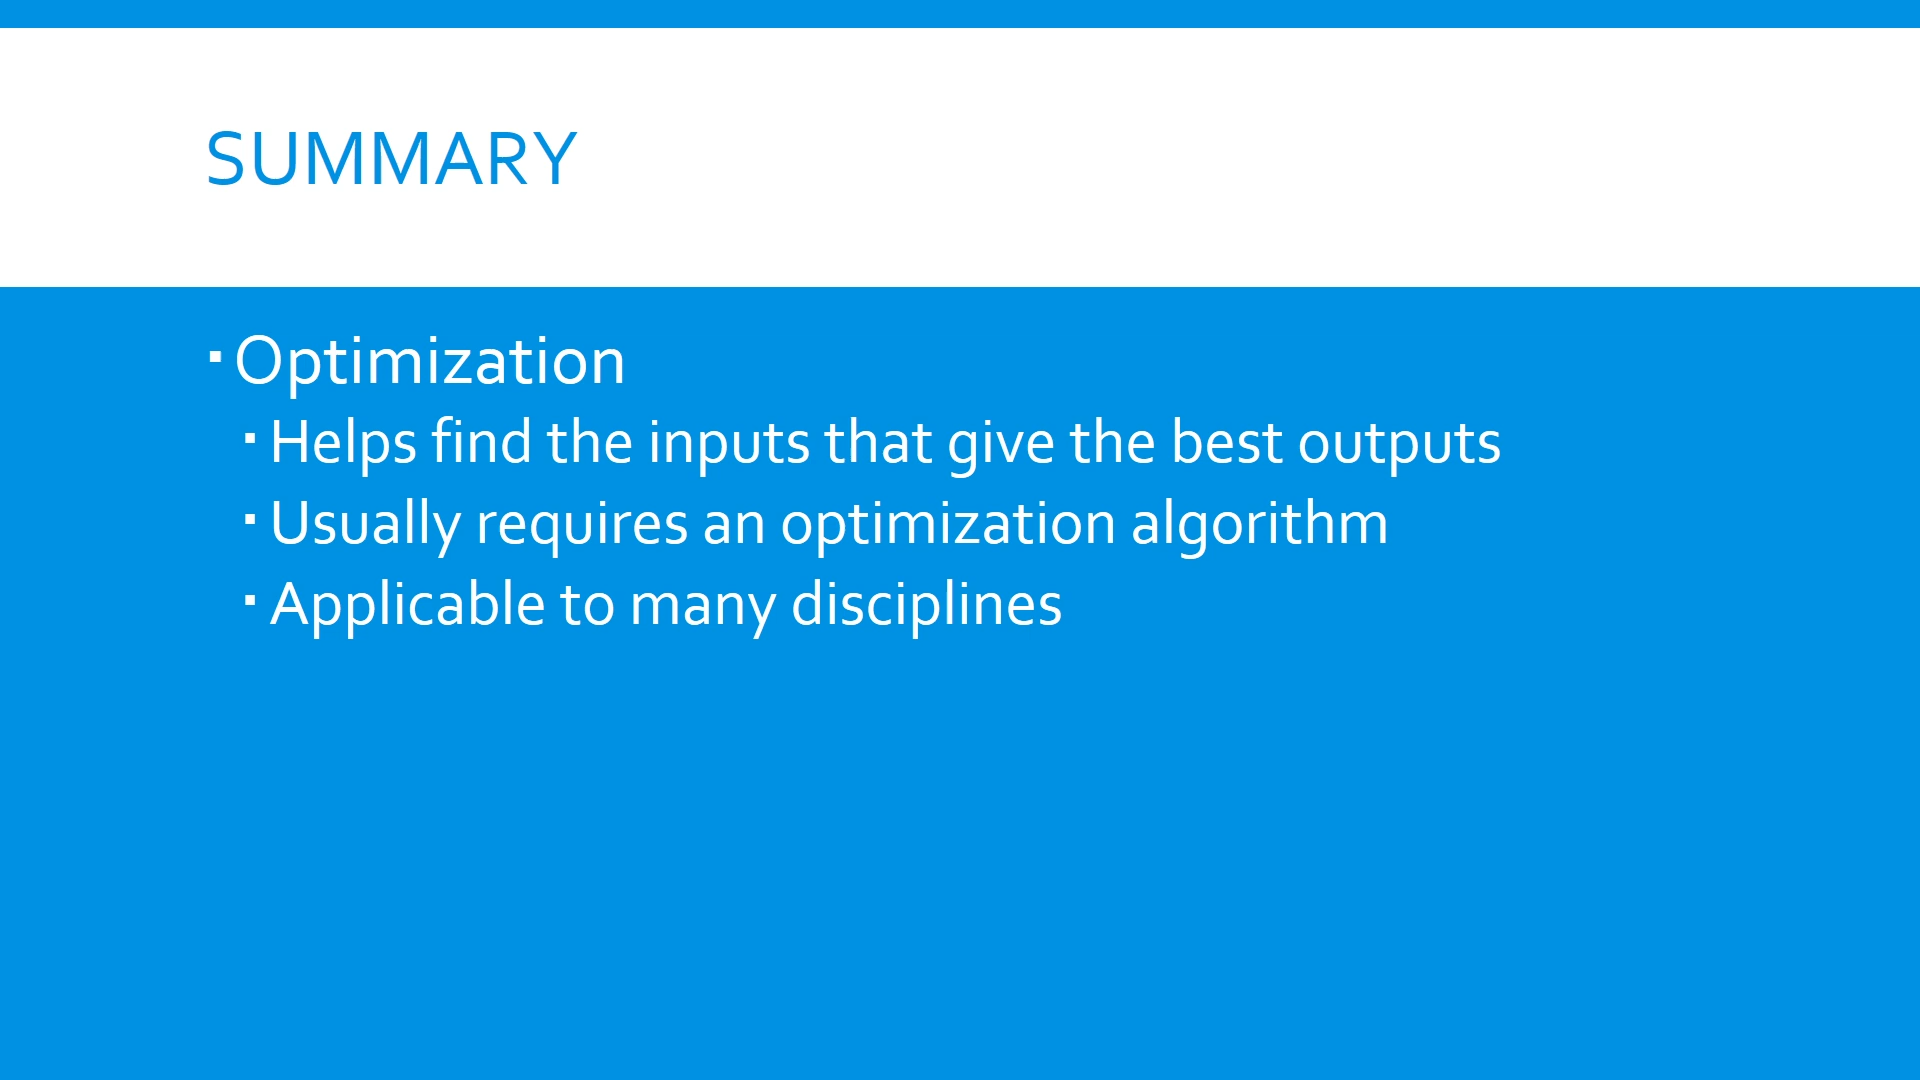 SUMMARY
▪ Optimization
▪ Helps find the inputs that give the best outputs
▪ Usually requires an optimization algorithm
▪ Applicable to many disciplines